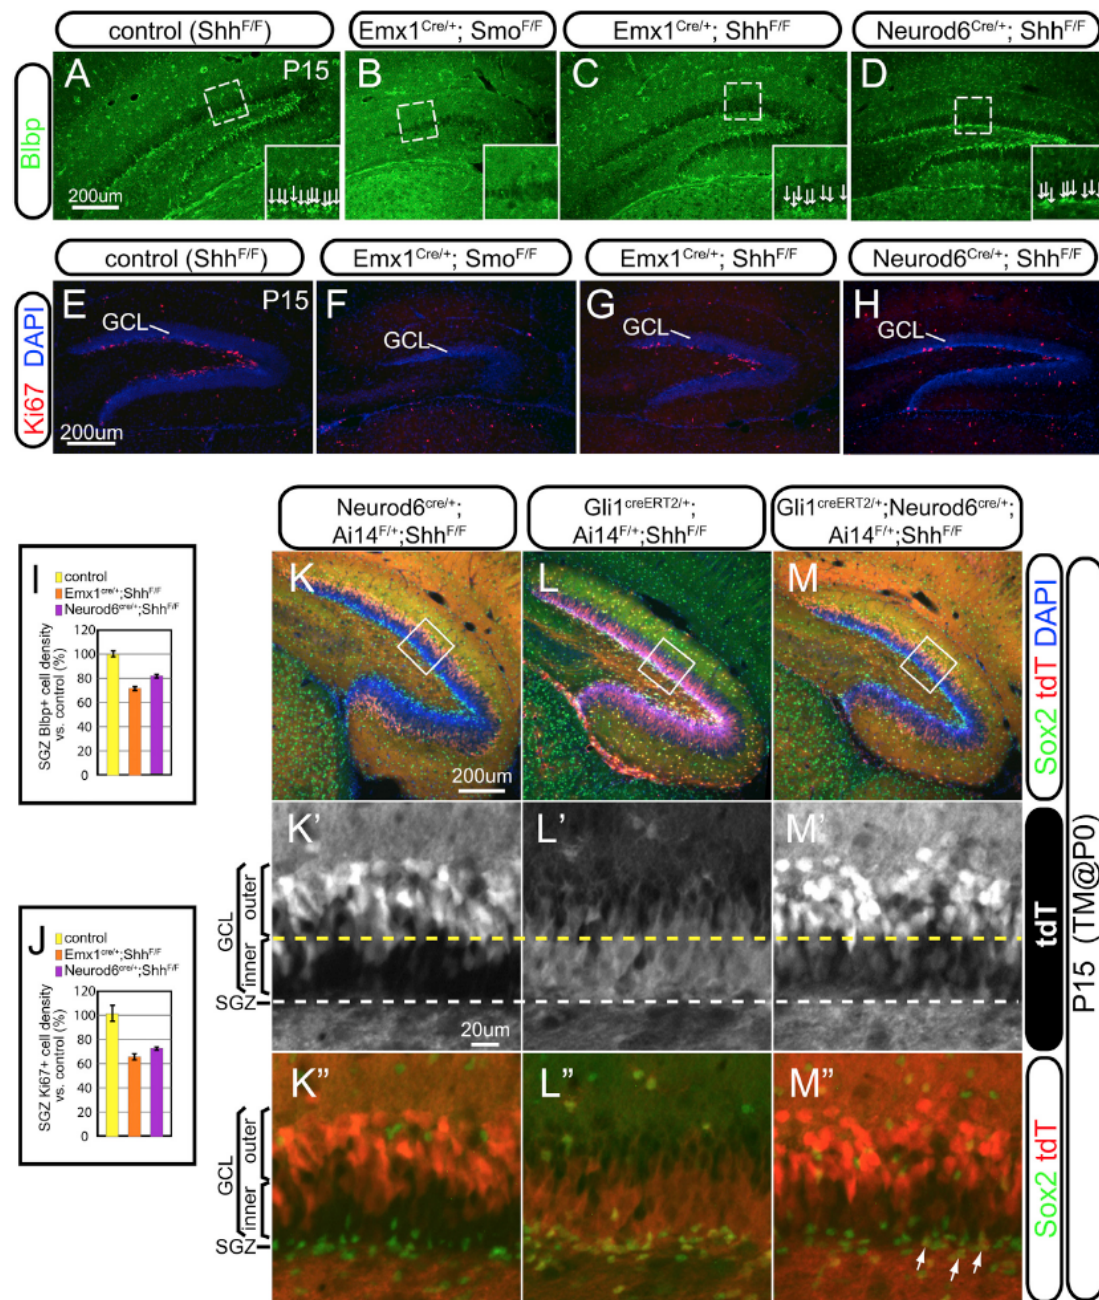 control (Shh^F/F)
Emx1^Cre/+; Smo^F/F
Emx1^Cre/+; Shh^F/F
Neurod6^Cre/+; Shh^F/F
Blbp
A
P15
200um
B
C
D
control (Shh^F/F)
Emx1^Cre/+; Smo^F/F
Emx1^Cre/+; Shh^F/F
Neurod6^Cre/+; Shh^F/F
Ki67 DAPI
E
P15
GCL
200um
F
GCL
G
GCL
H
GCL
I
control
Emx1^cre/+;Shh^F/F
Neurod6^cre/+;Shh^F/F
SGZ Blbp+ cell density
vs. control (%)
120
100
80
60
40
20
0
J
control
Emx1^cre/+;Shh^F/F
Neurod6^cre/+;Shh^F/F
SGZ Ki67+ cell density
vs. control (%)
120
100
80
60
40
20
0
Neurod6^cre/+;
Ai14^F/+;Shh^F/F
Gli1^creERT2/+;
Ai14^F/+;Shh^F/F
Gli1^creERT2/+;Neurod6^cre/+;
Ai14^F/+;Shh^F/F
K
200um
L
M
Sox2 tdT DAPI
K'
L'
M'
GCL
outer
inner
SGZ
20um
tdT
K"
L"
M"
GCL
outer
inner
SGZ
Sox2 tdT
P15 (TM@P0)